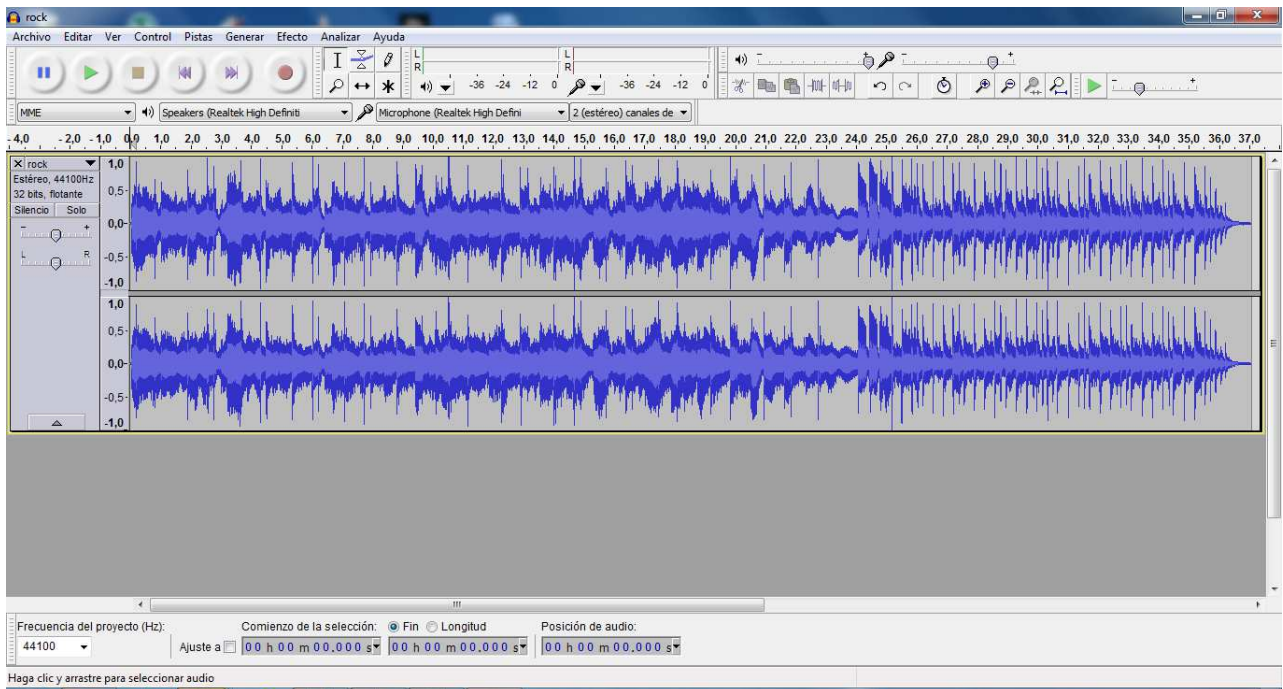 rock
Archivo Editar Ver Control Pistas Generar Efecto Analizar Ayuda
L
R
L
R
-36 -24 -12 0
-36 -24 -12 0
MME
Speakers (Realtek High Definiti
Microphone (Realtek High Defini
2 (estéreo) canales de
-4,0 -2,0 -1,0 0,0 1,0 2,0 3,0 4,0 5,0 6,0 7,0 8,0 9,0 10,0 11,0 12,0 13,0 14,0 15,0 16,0 17,0 18,0 19,0 20,0 21,0 22,0 23,0 24,0 25,0 26,0 27,0 28,0 29,0 30,0 31,0 32,0 33,0 34,0 35,0 36,0 37,0
X rock
Estéreo, 44100Hz
32 bits, flotante
Silencio Solo
- +
L R
1,0
0,5-
0,0-
-0,5-
-1,0
1,0
0,5-
0,0-
-0,5-
-1,0
Frecuencia del proyecto (Hz):
44100
Ajuste a
Comienzo de la selección:
Fin
Longitud
Posición de audio:
00 h 00 m 00.000 s
00 h 00 m 00.000 s
00 h 00 m 00.000 s
Haga clic y arrastre para seleccionar audio